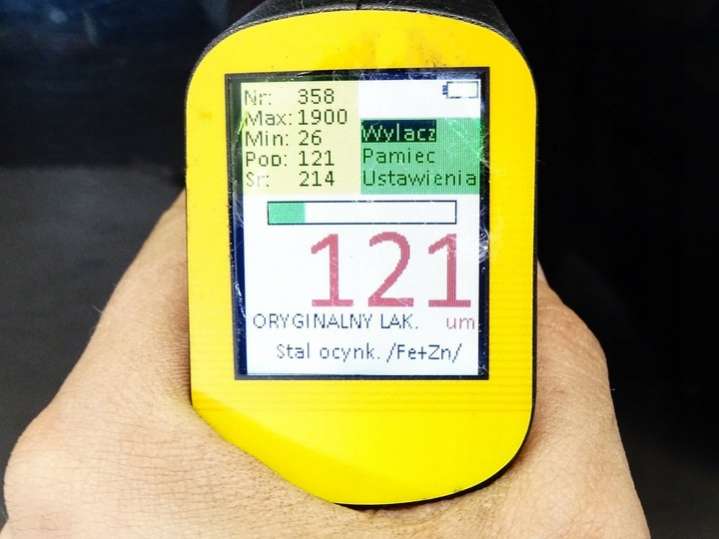 Nr: 358
Max: 1900
Min: 26
Pod: 121
Sr: 214
Wylacz
Pamiec
Ustawienia
121
ORYGINALNY LAK. um
Stal ocynk. /Fe+Zn/